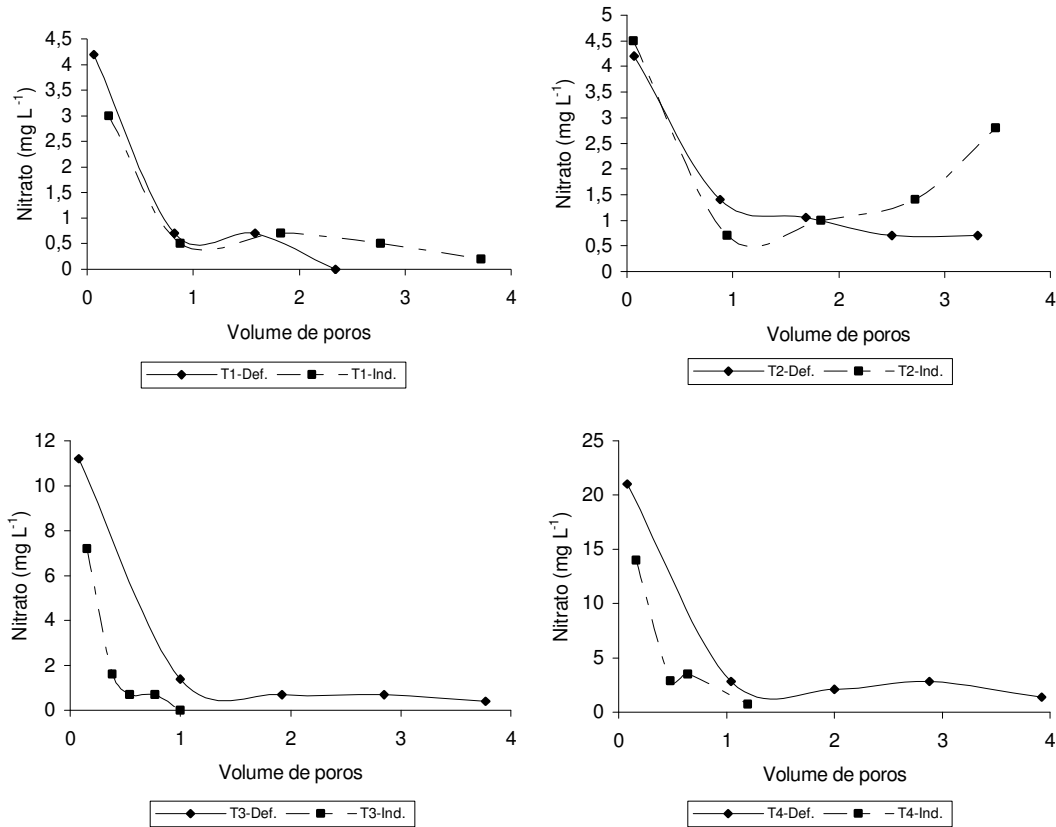 Nitrato (mg L⁻¹)
4,5
4
3,5
3
2,5
2
1,5
1
0,5
0
0 1 2 3 4
Volume de poros
T1-Def. T1-Ind.
Nitrato (mg L⁻¹)
5
4,5
4
3,5
3
2,5
2
1,5
1
0,5
0
0 1 2 3 4
Volume de poros
T2-Def. T2-Ind.
Nitrato (mg L⁻¹)
12
10
8
6
4
2
0
0 1 2 3 4
Volume de poros
T3-Def. T3-Ind.
Nitrato (mg L⁻¹)
25
20
15
10
5
0
0 1 2 3 4
Volume de poros
T4-Def. T4-Ind.